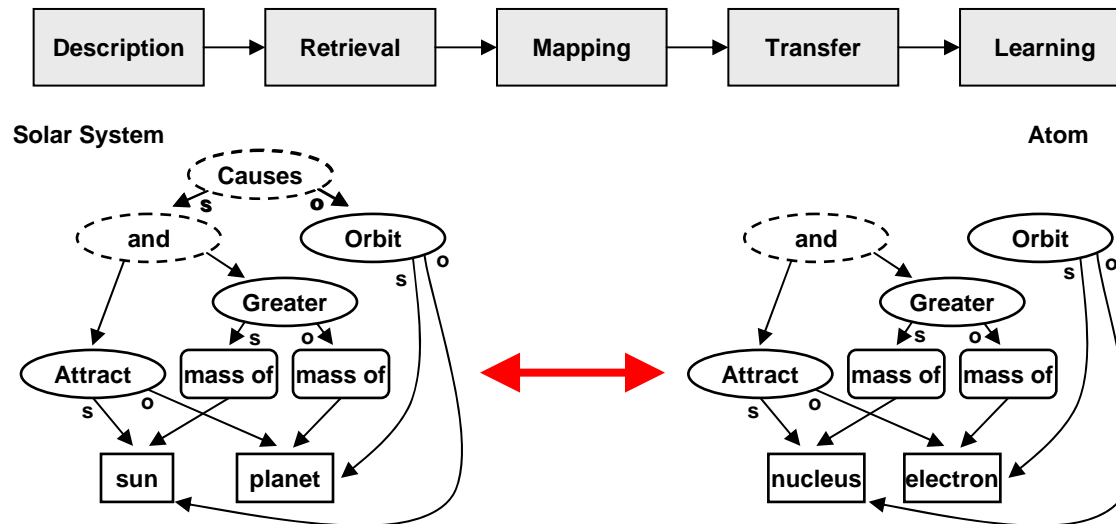 Description Retrieval Mapping Transfer Learning
Solar System Atom
Causes
s o
and Orbit and Orbit
s o s o
Greater Greater
s o s o
Attract mass of mass of Attract mass of mass of
s o s o
sun planet nucleus electron